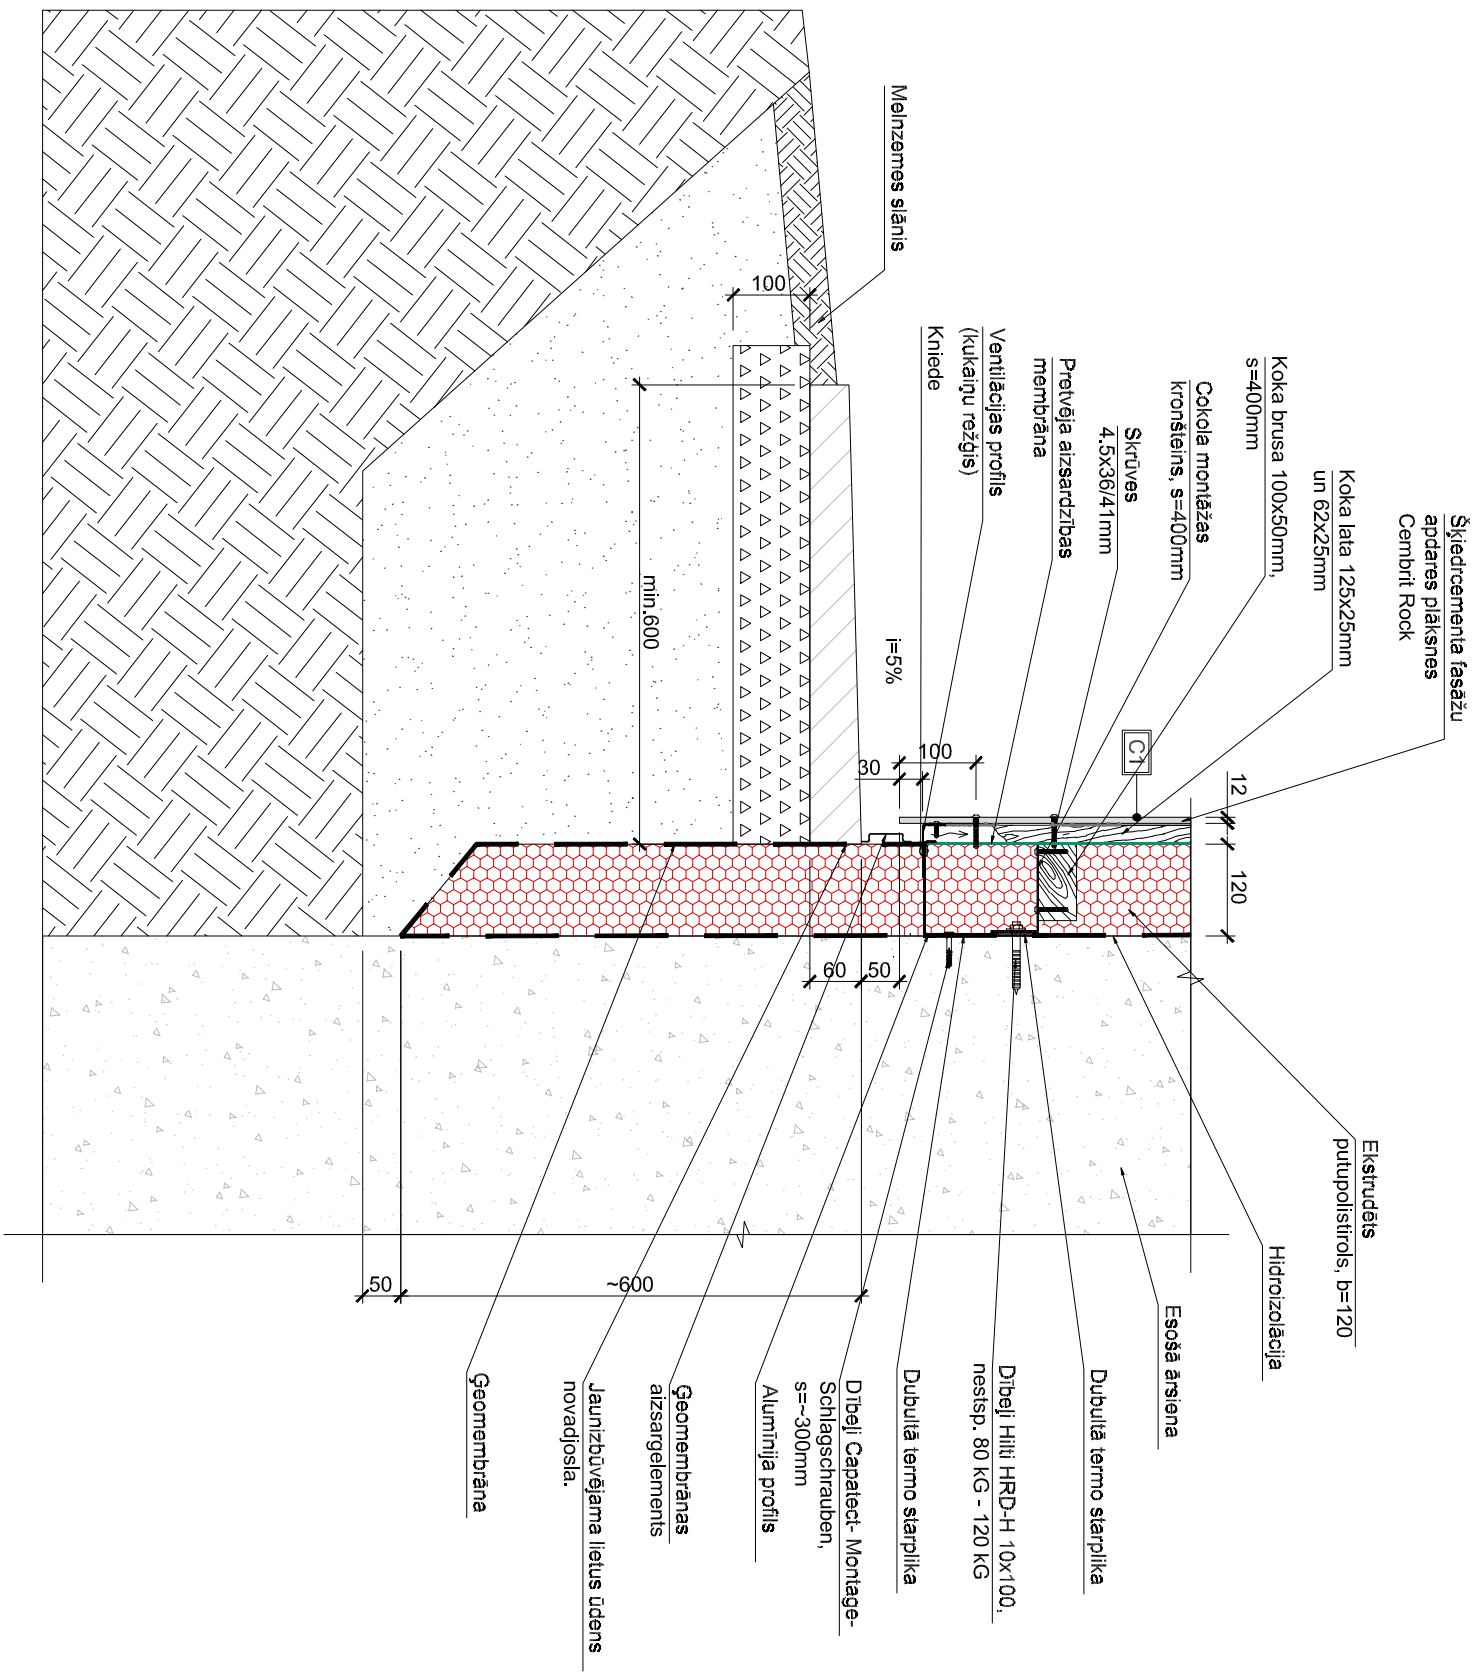 Šķiedrcementa fasāžu
apdares plāksnes
Cembrit Rock
Koka lata 125x25mm
un 62x25mm
Koka brusa 100x50mm,
s=400mm
Cokola montāžas
kronšteins, s=400mm
Skrūves
4.5x36/41mm
Pretvēja aizsardzības
membrāna
Ventilācijas profils
(kukaiņu režģis)
Kniede
Melnzemes slānis
C1
12
120
100
30
i=5%
100
min.600
60
50
50
~600
Ekstrudēts
putupolistirols, b=120
Hidroizolācija
Esošā ārsiena
Dubultā termo starplika
Dībeļi Hilti HRD-H 10x100,
nestsp. 80 kG - 120 kG
Dubultā termo starplika
Dībeļi Capatect- Montage-
Schlagschrauben,
s=~300mm
Alumīnija profils
Ģeomembrānas
aizsargelements
Jaunizbūvējama lietus ūdens
novadjosla.
Ģeomembrāna